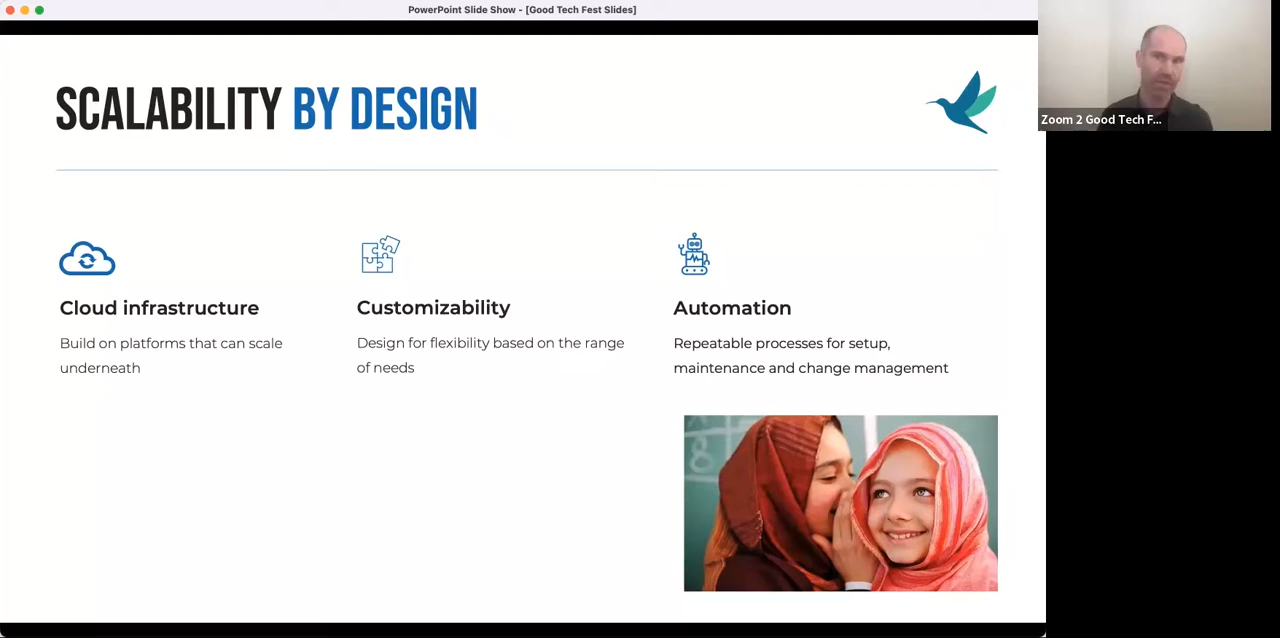 PowerPoint Slide Show - [Good Tech Fest Slides]
SCALABILITY BY DESIGN
Zoom 2 Good Tech F...
Cloud infrastructure
Build on platforms that can scale
underneath
Customizability
Design for flexibility based on the range
of needs
Automation
Repeatable processes for setup,
maintenance and change management
8